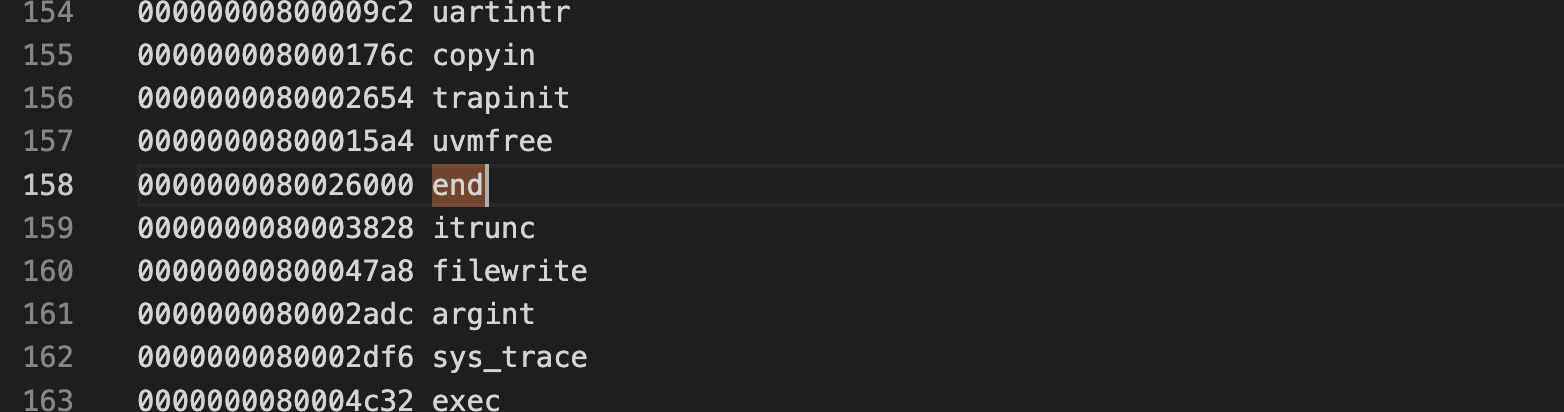 154 00000000800009c2 uartintr
155 000000008000176c copyin
156 0000000080002654 trapinit
157 00000000800015a4 uvmfree
158 0000000080026000 end
159 0000000080003828 itrunc
160 00000000800047a8 filewrite
161 0000000080002adc argint
162 0000000080002df6 sys_trace
163 0000000080004c32 exec